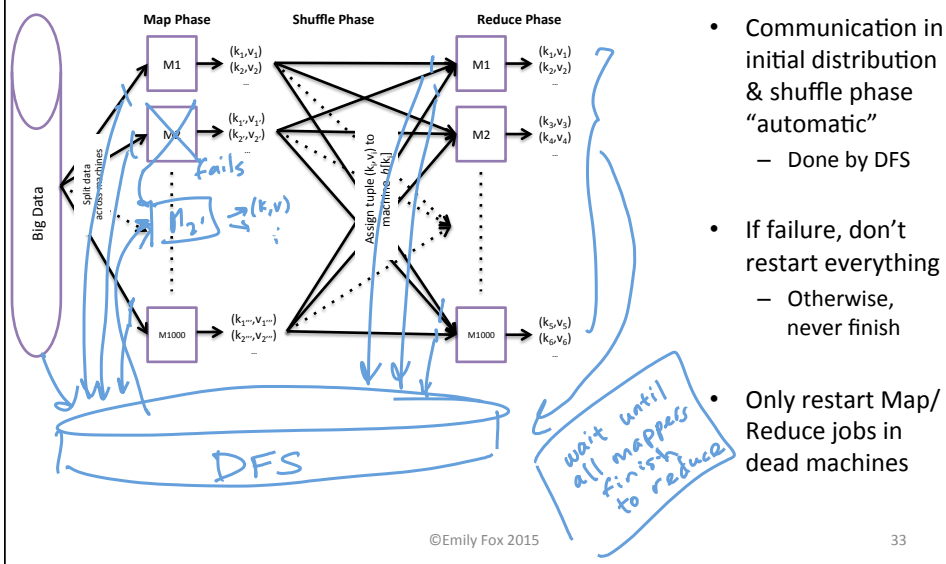 Map Phase
Shuffle Phase
Reduce Phase
Big Data
Split data
across machines
M1
(k₁,v₁)
(k₂,v₂)
...
M2
(k₁',v₁')
(k₂',v₂')
...
fails
M₂'
(k,v)
⋮
M1000
(k₁''',v₁''')
(k₂''',v₂''')
...
Assign tuple (kᵢ,vᵢ) to
machine h[kᵢ]
M1
(k₁,v₁)
(k₂,v₂)
...
M2
(k₃,v₃)
(k₄,v₄)
...
M1000
(k₅,v₅)
(k₆,v₆)
...
DFS
wait until
all mappers
finish
to reduce
• Communication in
initial distribution
& shuffle phase
“automatic”
– Done by DFS
• If failure, don’t
restart everything
– Otherwise,
never finish
• Only restart Map/
Reduce jobs in
dead machines
©Emily Fox 2015
33